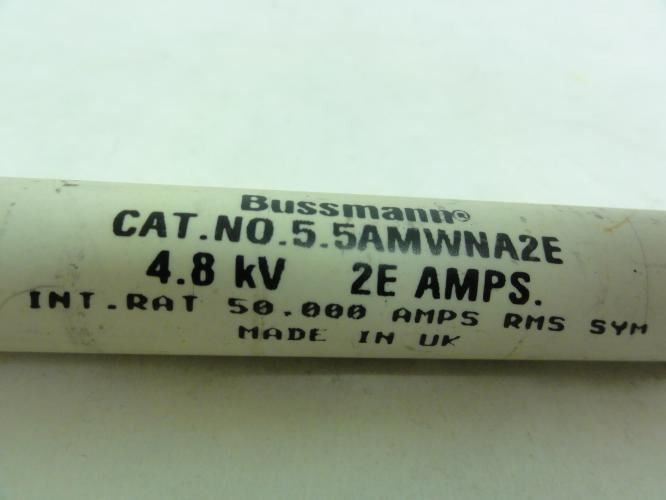 Bussmann®
CAT.NO.5.5AMWNA2E
4.8 kV 2E AMPS.
INT.RAT 50.000 AMPS RMS SYM
MADE IN UK